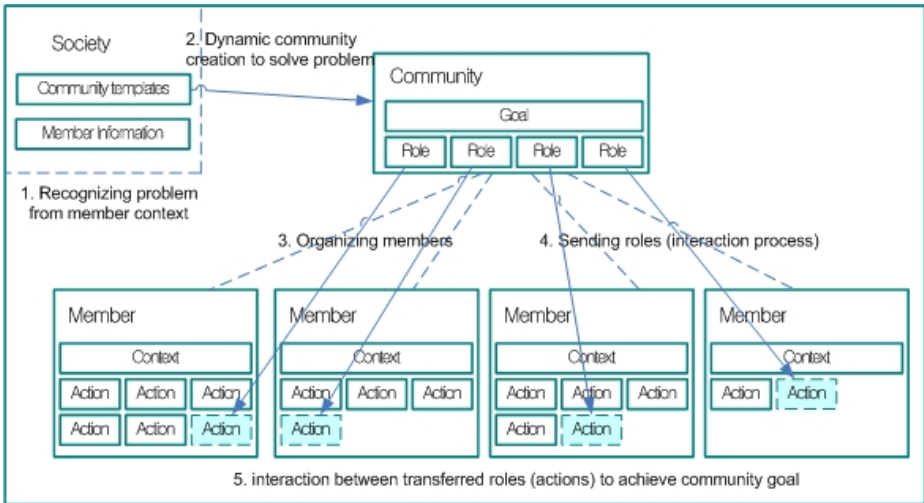 Society
Community templates
Member Information
1. Recognizing problem
from member context
2. Dynamic community
creation to solve problem
Community
Goal
Role Role Role Role
3. Organizing members
4. Sending roles (interaction process)
Member
Context
Action Action Action
Action Action Action
Member
Context
Action Action Action
Action
Member
Context
Action Action Action
Action Action
Member
Context
Action Action
5. interaction between transferred roles (actions) to achieve community goal